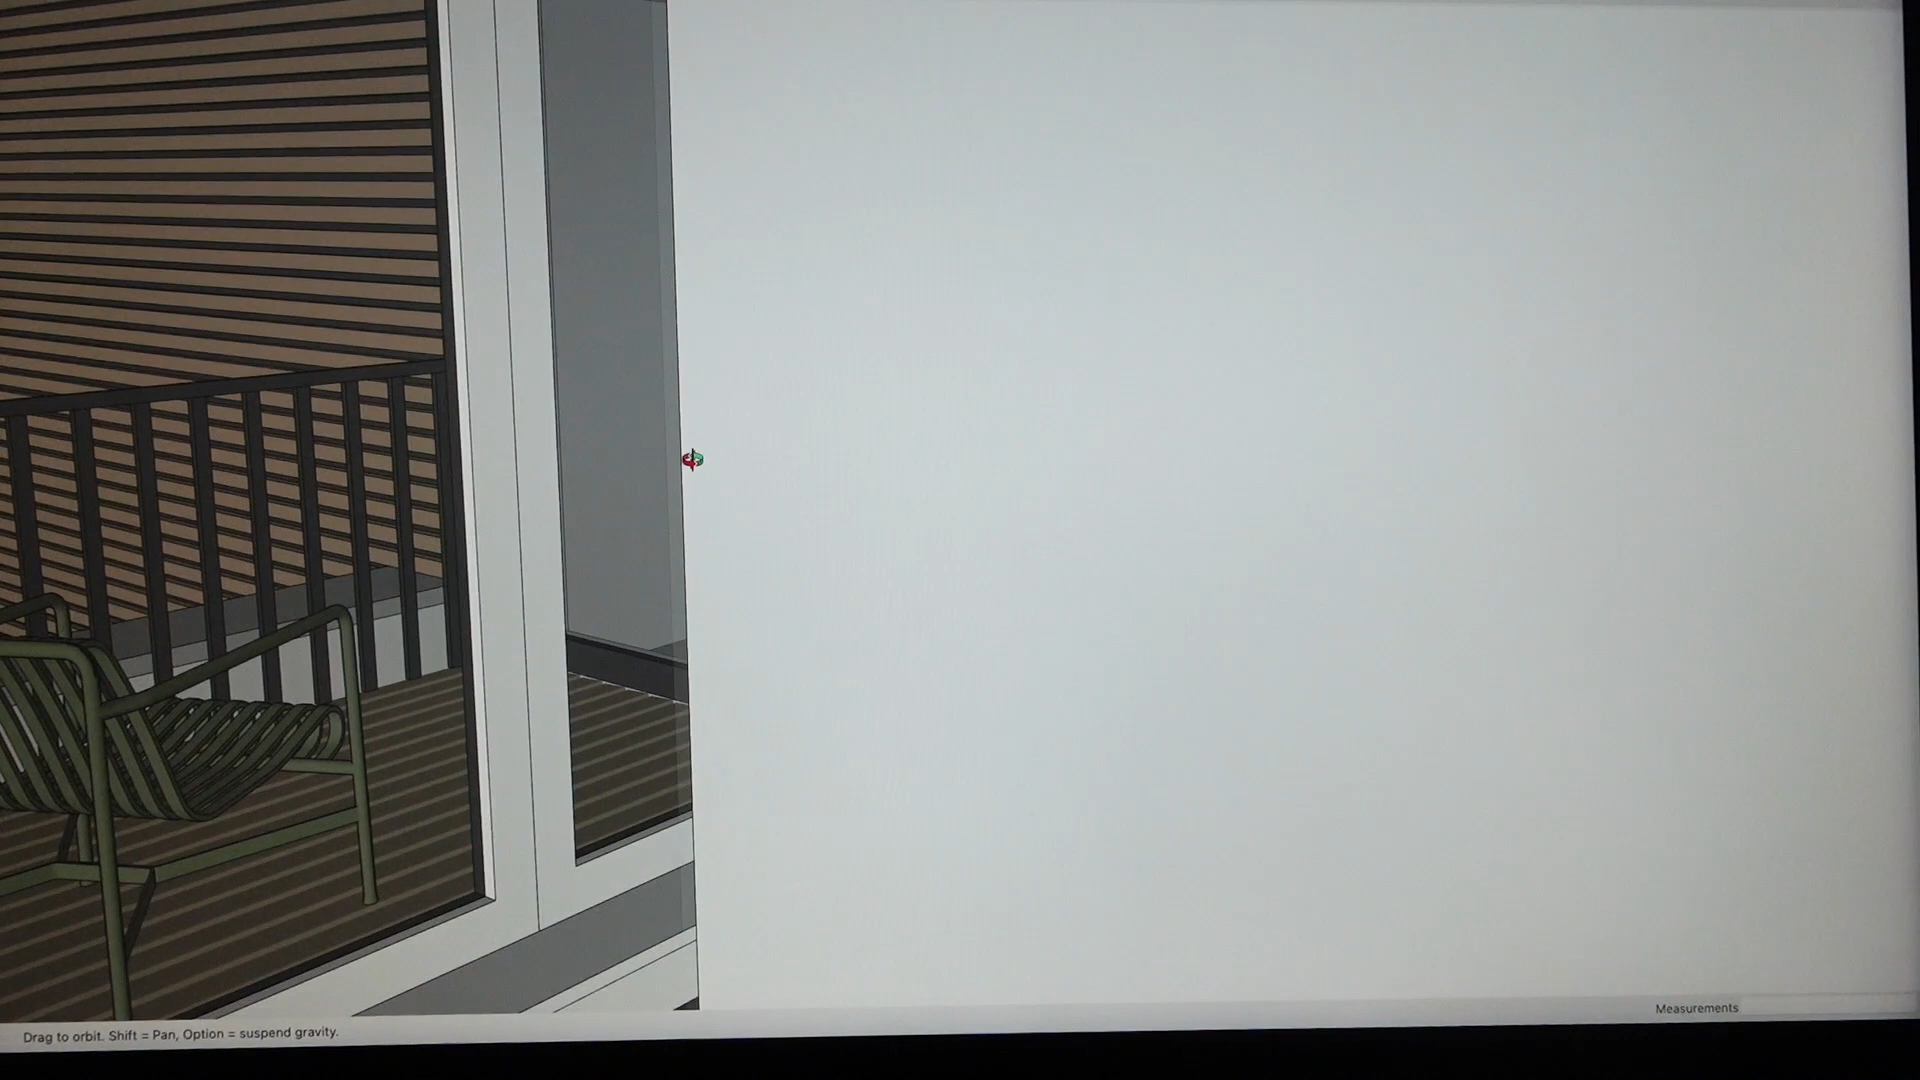 Measurements
Drag to orbit. Shift = Pan, Option = suspend gravity.